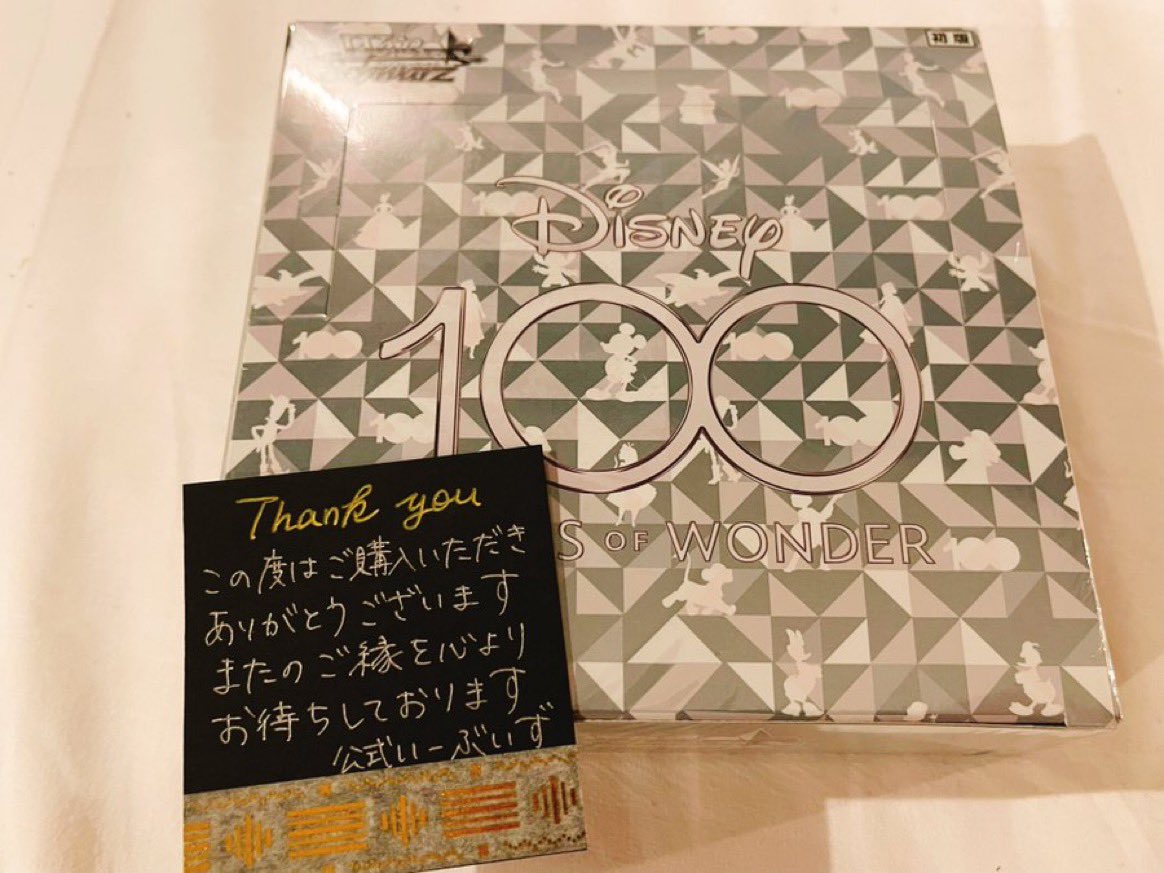 Weiß
Schwarz
初版
Disney
100
S OF WONDER
Thank you
この度はご購入いただき
ありがとうございます
またのご縁を心より
お待ちしております
公式いーぶいず